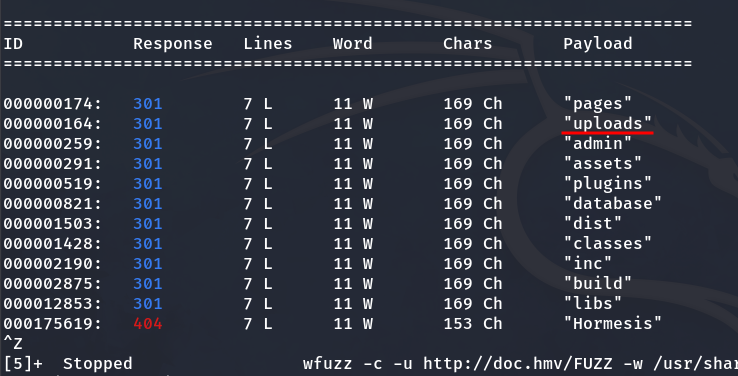 =====================================================================
ID           Response   Lines    Word       Chars       Payload
=====================================================================
000000174:   301        7 L      11 W       169 Ch      "pages"
000000164:   301        7 L      11 W       169 Ch      "uploads"
000000259:   301        7 L      11 W       169 Ch      "admin"
000000291:   301        7 L      11 W       169 Ch      "assets"
000000519:   301        7 L      11 W       169 Ch      "plugins"
000000821:   301        7 L      11 W       169 Ch      "database"
000001503:   301        7 L      11 W       169 Ch      "dist"
000001428:   301        7 L      11 W       169 Ch      "classes"
000002190:   301        7 L      11 W       169 Ch      "inc"
000002875:   301        7 L      11 W       169 Ch      "build"
000012853:   301        7 L      11 W       169 Ch      "libs"
000175619:   404        7 L      11 W       153 Ch      "Hormesis"
^Z
[5]+  Stopped                 wfuzz -c -u http://doc.hmv/FUZZ -w /usr/shar